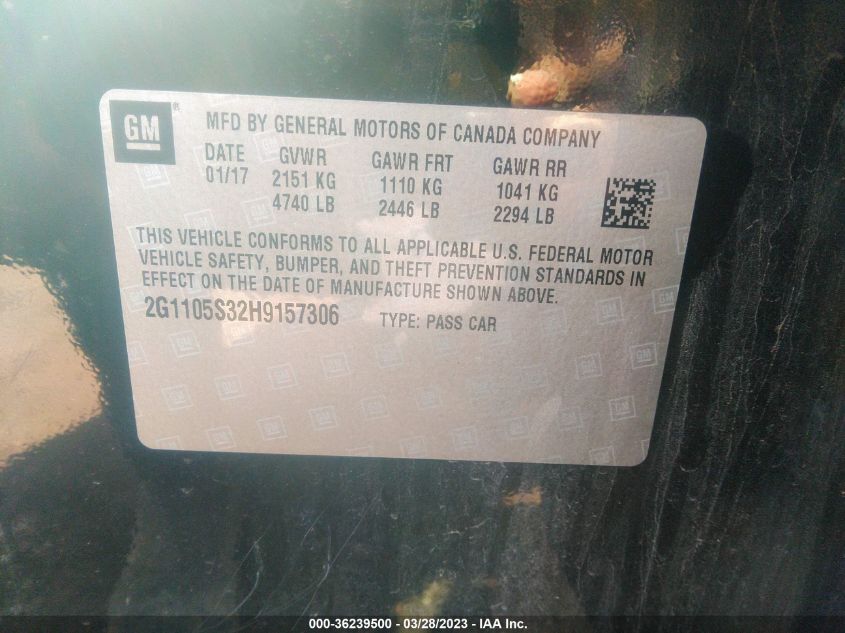 GM ® MFD BY GENERAL MOTORS OF CANADA COMPANY
DATE GVWR GAWR FRT GAWR RR
01/17 2151 KG 1110 KG 1041 KG
4740 LB 2446 LB 2294 LB
THIS VEHICLE CONFORMS TO ALL APPLICABLE U.S. FEDERAL MOTOR
VEHICLE SAFETY, BUMPER, AND THEFT PREVENTION STANDARDS IN
EFFECT ON THE DATE OF MANUFACTURE SHOWN ABOVE.
2G1105S32H9157306 TYPE: PASS CAR
000-36239500 — 03/28/2023 — IAA Inc.